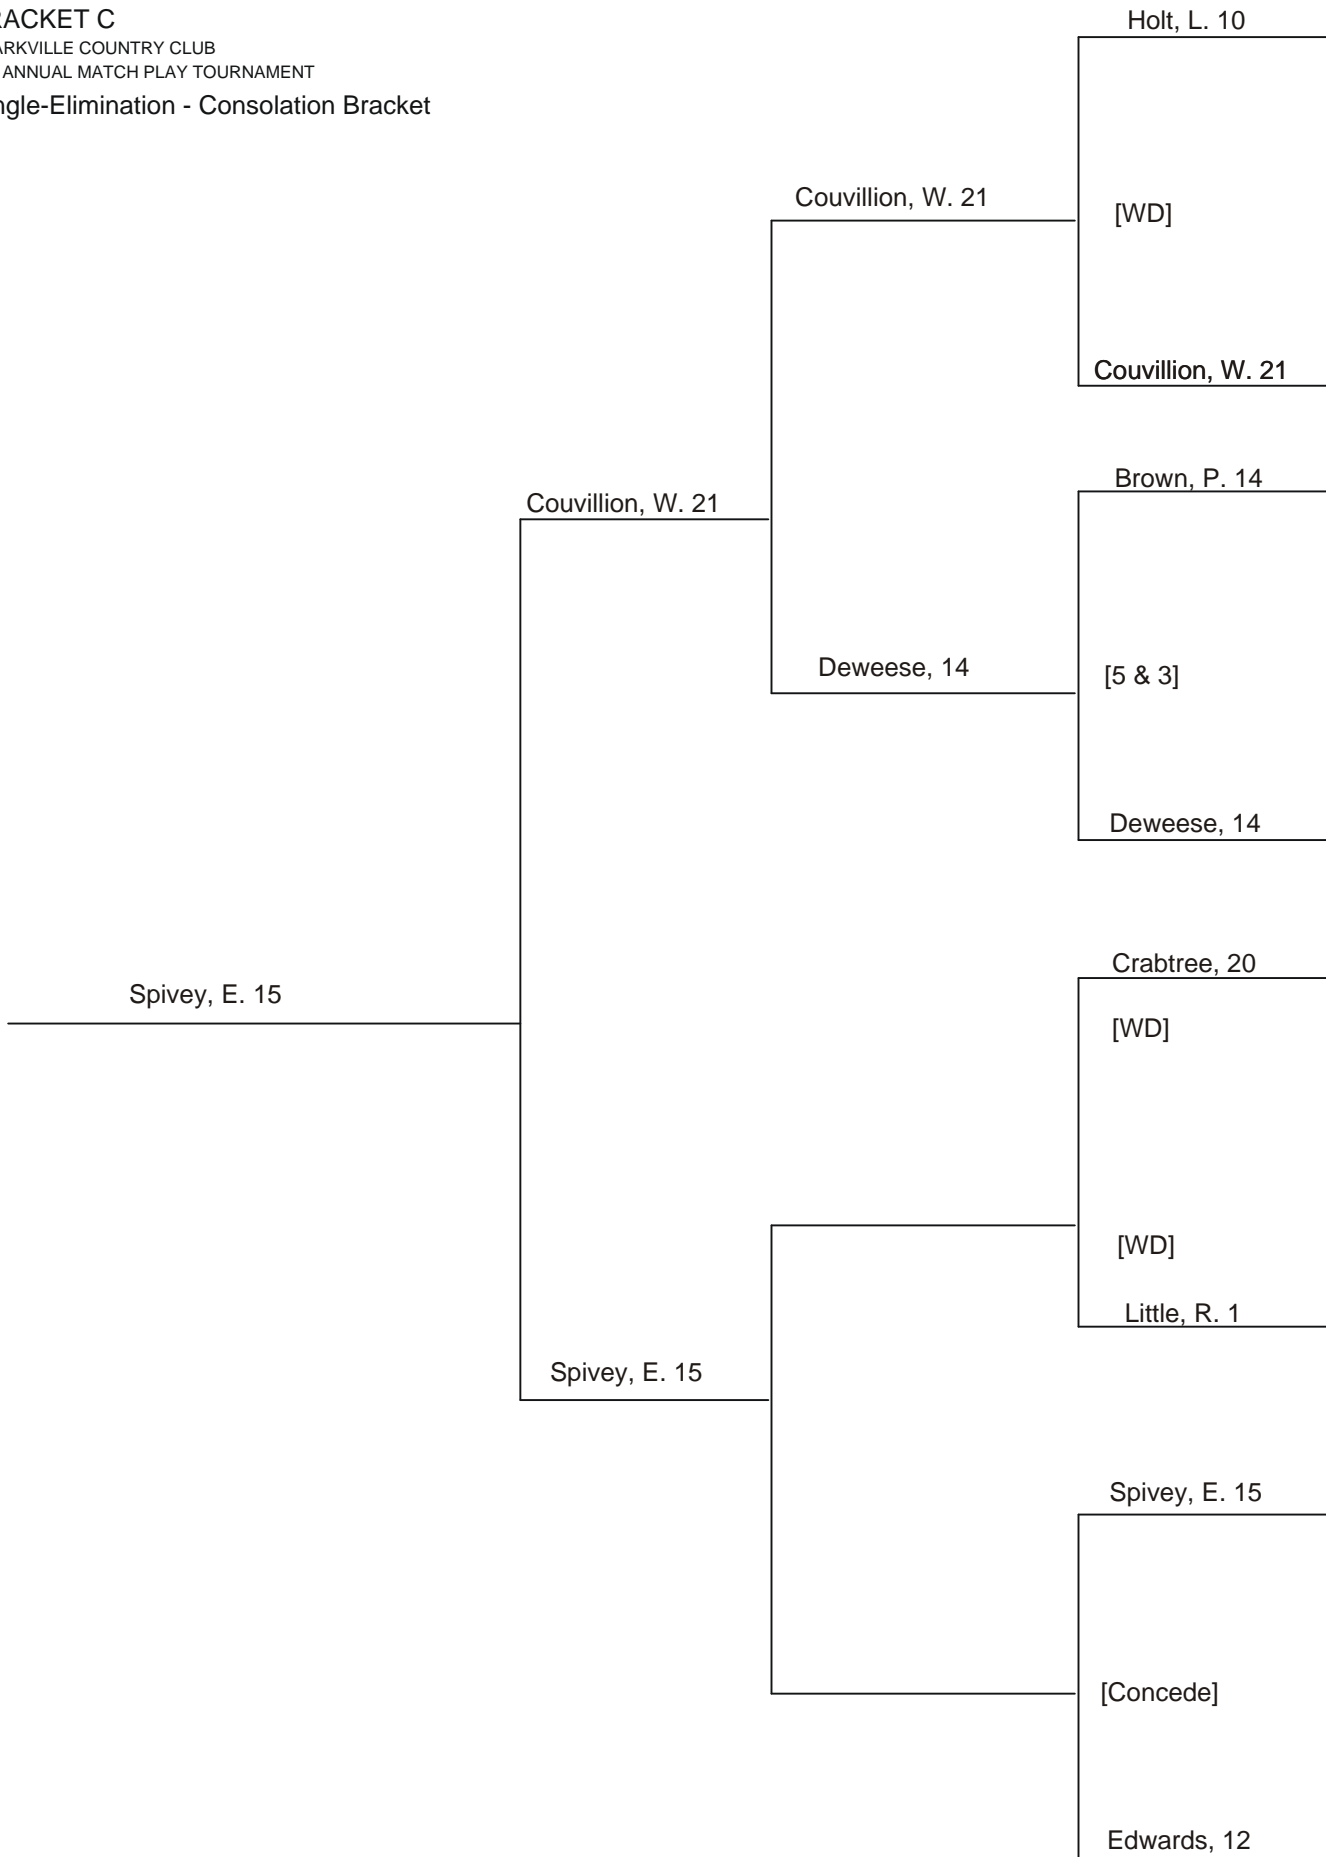 RACKET C
ARKVILLE COUNTRY CLUB
ANNUAL MATCH PLAY TOURNAMENT
ngle-Elimination - Consolation Bracket
Holt, L. 10
Couvillion, W. 21
[WD]
Couvillion, W. 21
Brown, P. 14
Couvillion, W. 21
Deweese, 14
[5 & 3]
Deweese, 14
Crabtree, 20
Spivey, E. 15
[WD]
[WD]
Little, R. 1
Spivey, E. 15
Spivey, E. 15
[Concede]
Edwards, 12